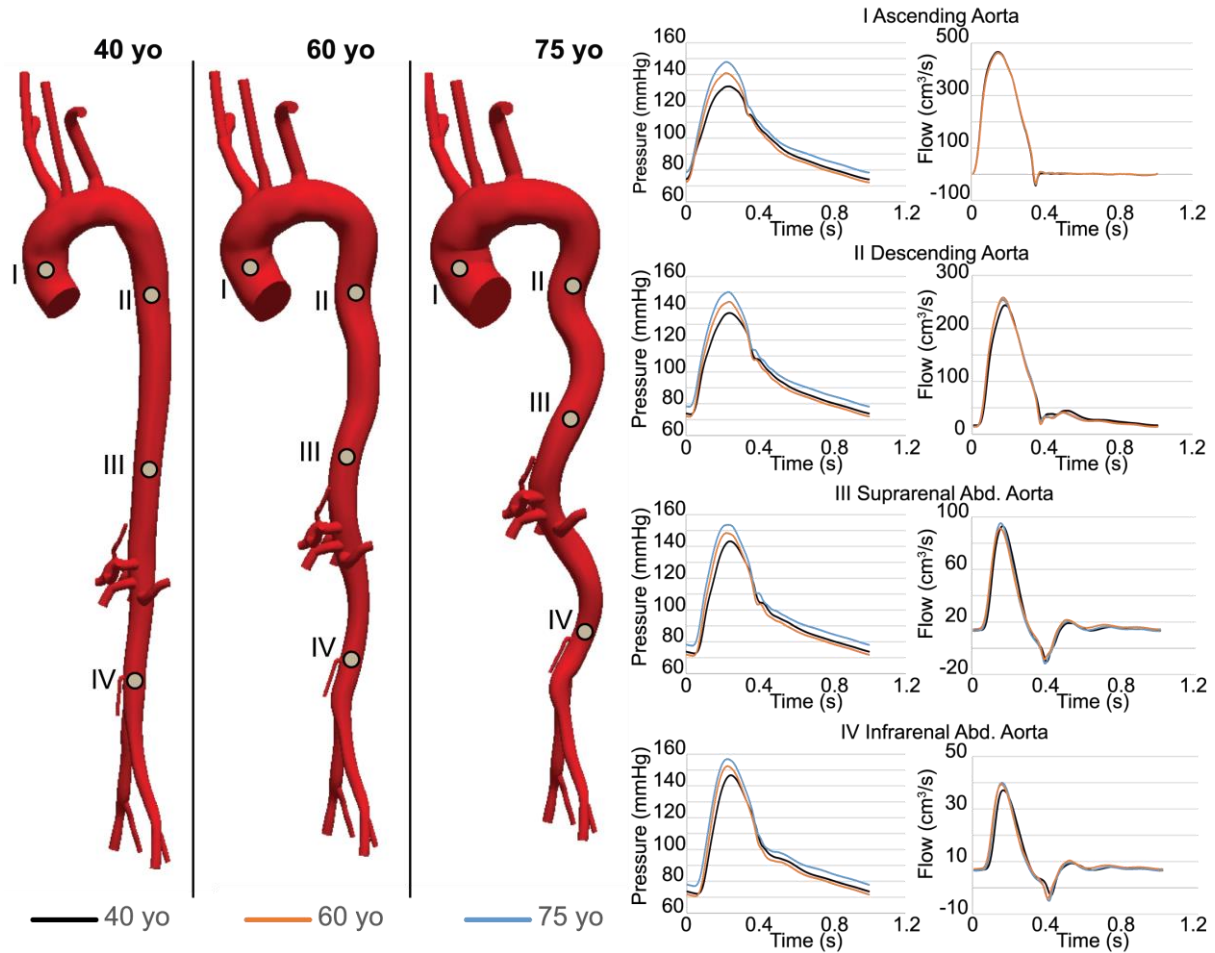 40 yo
60 yo
75 yo
I
II
III
IV
I
II
III
IV
I
II
III
IV
40 yo
60 yo
75 yo
I Ascending Aorta
Pressure (mmHg)
160
140
120
100
80
60
0
0.4
0.8
1.2
Time (s)
Flow (cm³/s)
500
300
100
-100
0
0.4
0.8
1.2
Time (s)
II Descending Aorta
Pressure (mmHg)
160
140
120
100
80
60
0
0.4
0.8
1.2
Time (s)
Flow (cm³/s)
300
200
100
0
0
0.4
0.8
1.2
Time (s)
III Suprarenal Abd. Aorta
Pressure (mmHg)
160
140
120
100
80
60
0
0.4
0.8
1.2
Time (s)
Flow (cm³/s)
100
60
20
-20
0
0.4
0.8
1.2
Time (s)
IV Infrarenal Abd. Aorta
Pressure (mmHg)
160
140
120
100
80
60
0
0.4
0.8
1.2
Time (s)
Flow (cm³/s)
50
30
10
-10
0
0.4
0.8
1.2
Time (s)